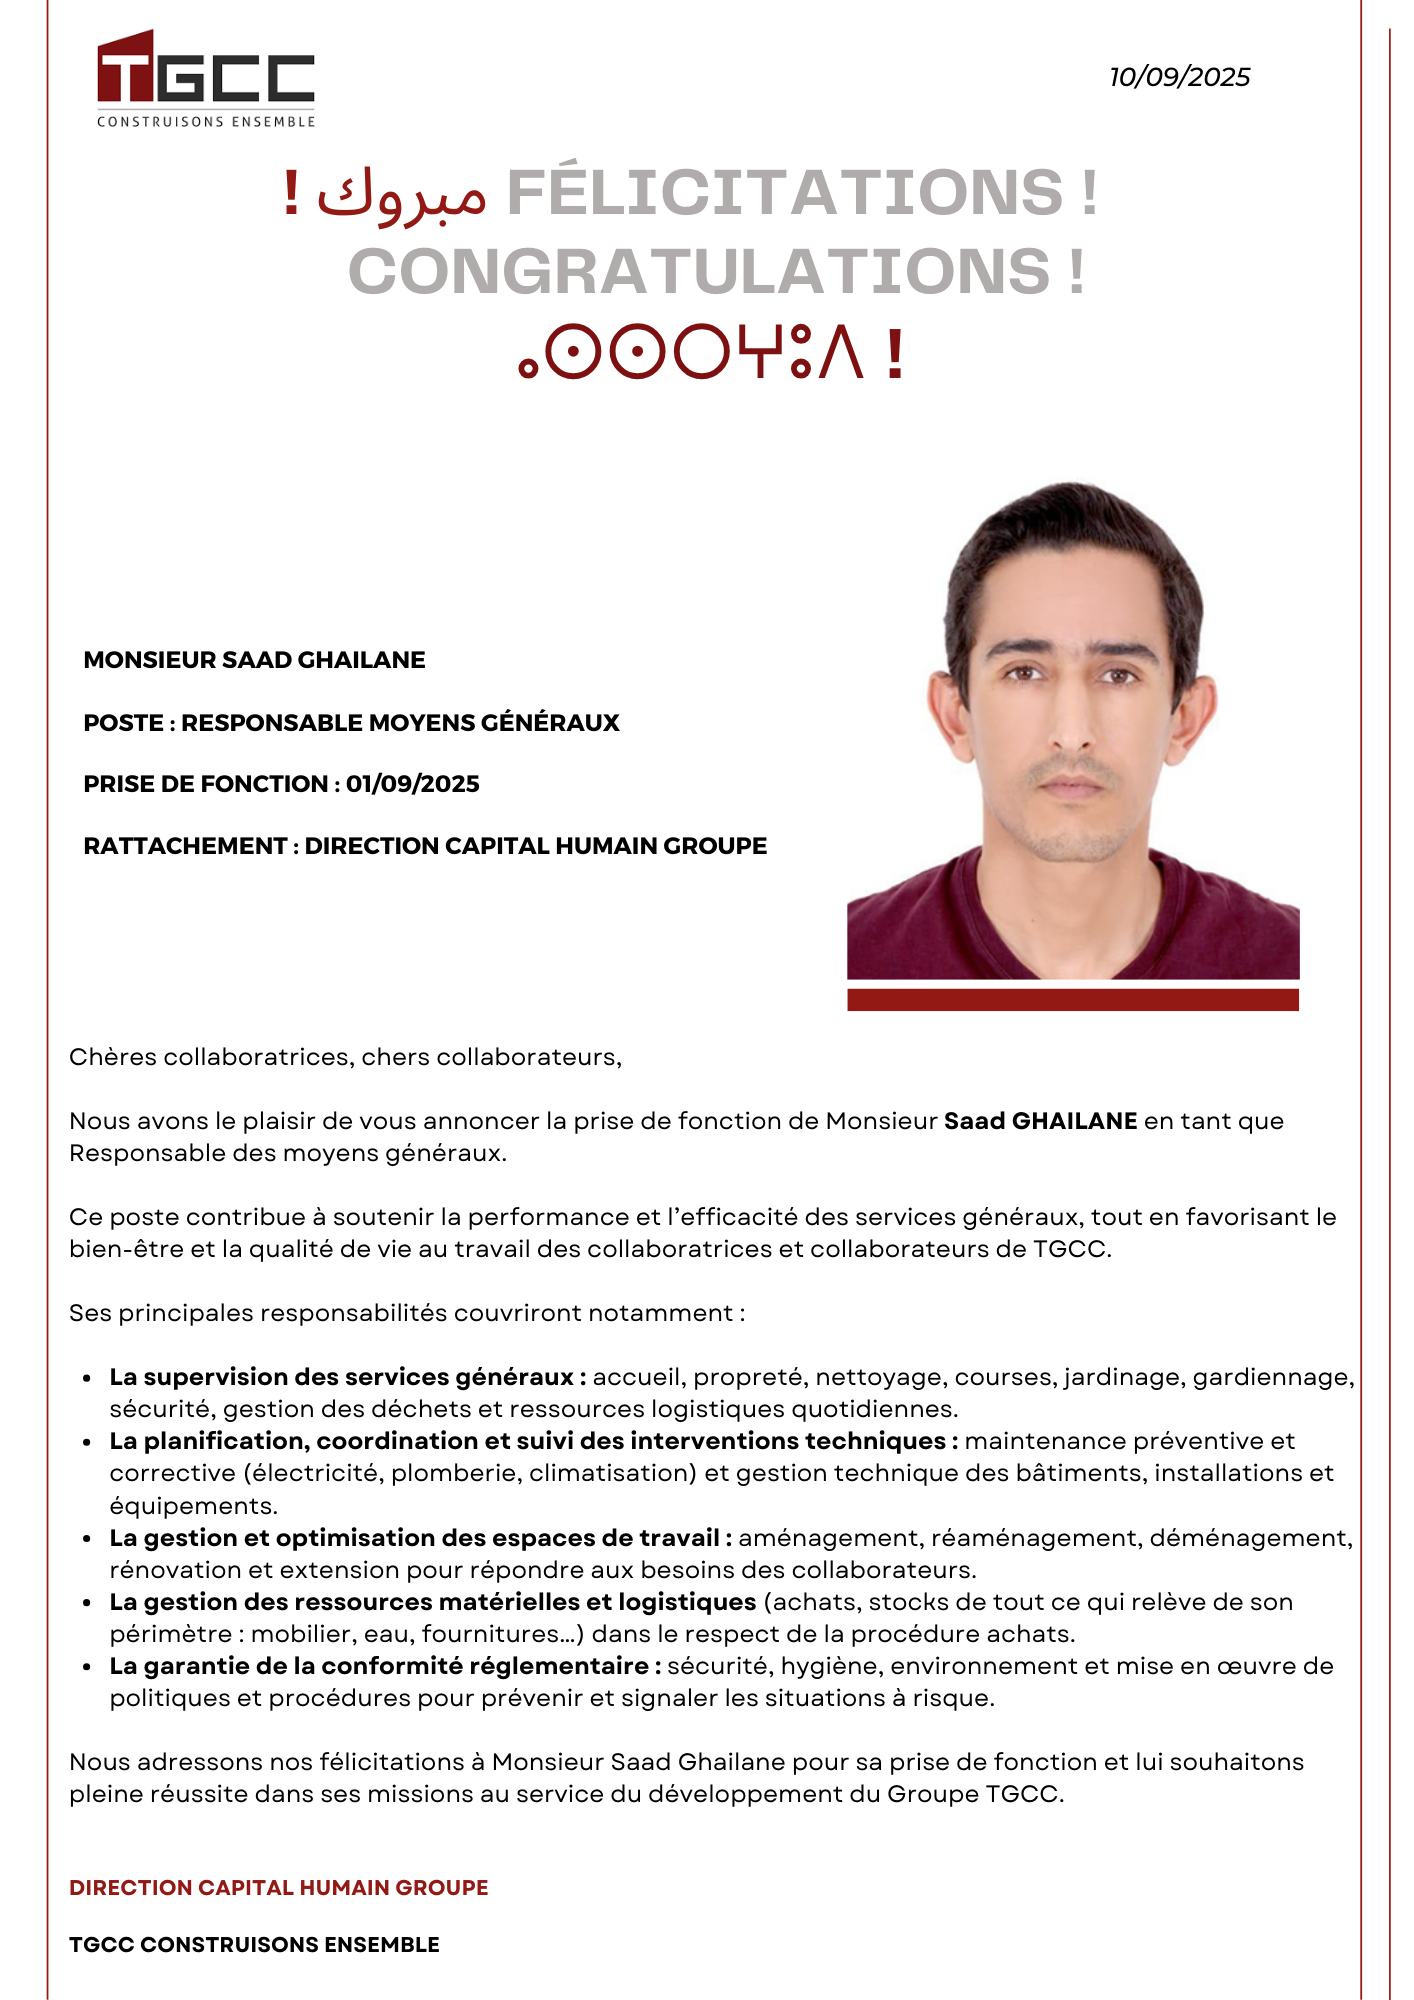 TGCC
CONSTRUISONS ENSEMBLE
10/09/2025
مبروك ! FÉLICITATIONS !
CONGRATULATIONS !
ⴰⵙⵙⵔⵖⵓⴷ !
MONSIEUR SAAD GHAILANE
POSTE : RESPONSABLE MOYENS GÉNÉRAUX
PRISE DE FONCTION : 01/09/2025
RATTACHEMENT : DIRECTION CAPITAL HUMAIN GROUPE
Chères collaboratrices, chers collaborateurs,
Nous avons le plaisir de vous annoncer la prise de fonction de Monsieur Saad GHAILANE en tant que
Responsable des moyens généraux.
Ce poste contribue à soutenir la performance et l’efficacité des services généraux, tout en favorisant le
bien-être et la qualité de vie au travail des collaboratrices et collaborateurs de TGCC.
Ses principales responsabilités couvriront notamment :
• La supervision des services généraux : accueil, propreté, nettoyage, courses, jardinage, gardiennage,
sécurité, gestion des déchets et ressources logistiques quotidiennes.
• La planification, coordination et suivi des interventions techniques : maintenance préventive et
corrective (électricité, plomberie, climatisation) et gestion technique des bâtiments, installations et
équipements.
• La gestion et optimisation des espaces de travail : aménagement, réaménagement, déménagement,
rénovation et extension pour répondre aux besoins des collaborateurs.
• La gestion des ressources matérielles et logistiques (achats, stocks de tout ce qui relève de son
périmètre : mobilier, eau, fournitures…) dans le respect de la procédure achats.
• La garantie de la conformité réglementaire : sécurité, hygiène, environnement et mise en œuvre de
politiques et procédures pour prévenir et signaler les situations à risque.
Nous adressons nos félicitations à Monsieur Saad Ghailane pour sa prise de fonction et lui souhaitons
pleine réussite dans ses missions au service du développement du Groupe TGCC.
DIRECTION CAPITAL HUMAIN GROUPE
TGCC CONSTRUISONS ENSEMBLE